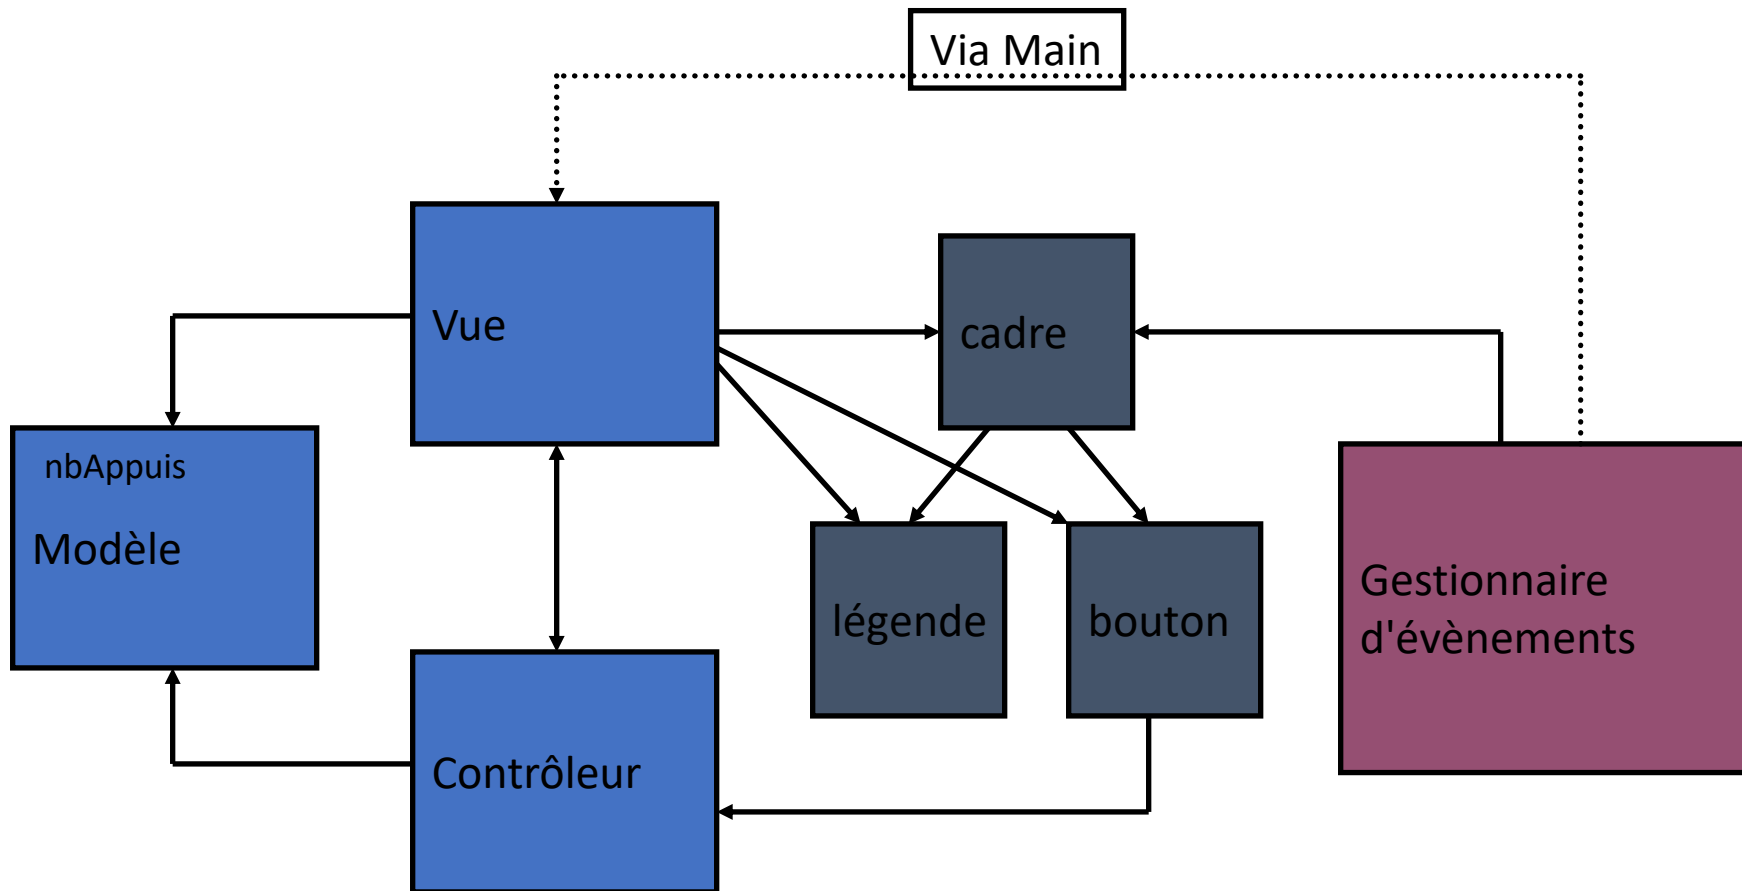 Via Main
Vue
cadre
nbAppuis
Modèle
légende
bouton
Gestionnaire
d'évènements
Contrôleur